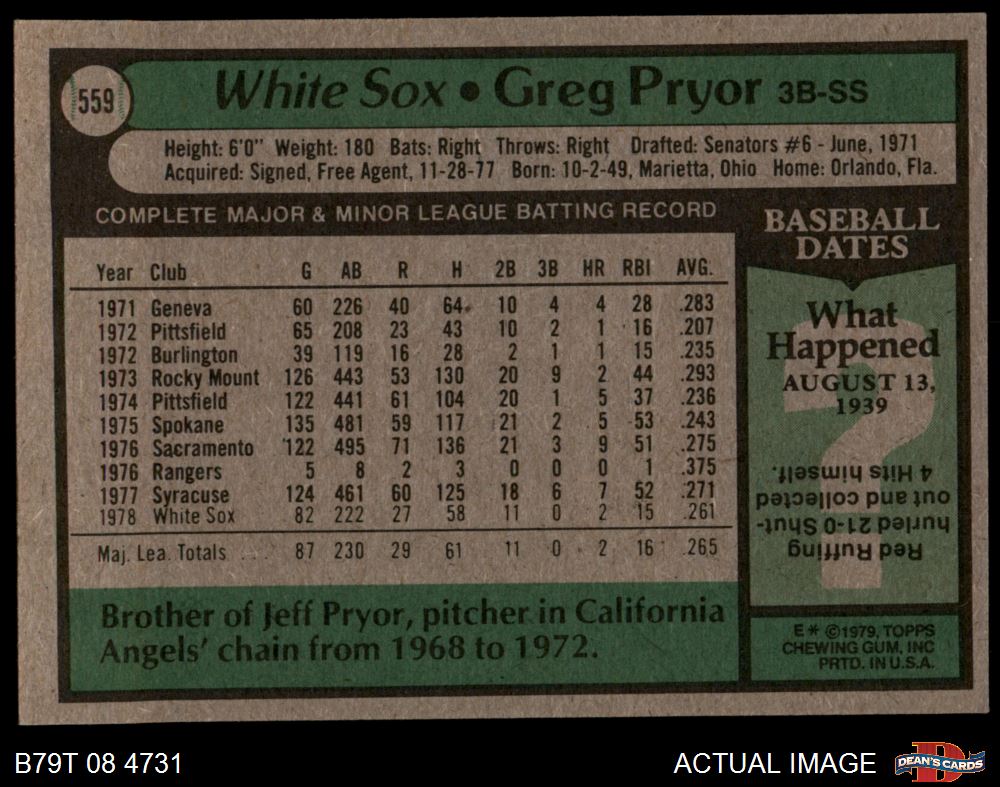 559
White Sox • Greg Pryor 3B-SS
Height: 6'0" Weight: 180 Bats: Right Throws: Right Drafted: Senators #6 - June, 1971
Acquired: Signed, Free Agent, 11-28-77 Born: 10-2-49, Marietta, Ohio Home: Orlando, Fla.
COMPLETE MAJOR & MINOR LEAGUE BATTING RECORD
Year Club G AB R H 2B 3B HR RBI AVG.
1971 Geneva 60 226 40 64 10 4 4 28 .283
1972 Pittsfield 65 208 23 43 10 2 1 16 .207
1972 Burlington 39 119 16 28 2 1 1 15 .235
1973 Rocky Mount 126 443 53 130 20 9 2 44 .293
1974 Pittsfield 122 441 61 104 20 1 5 37 .236
1975 Spokane 135 481 59 117 21 2 5 53 .243
1976 Sacramento 122 495 71 136 21 3 9 51 .275
1976 Rangers 5 8 2 3 0 0 0 1 .375
1977 Syracuse 124 461 60 125 18 6 7 52 .271
1978 White Sox 82 222 27 58 11 0 2 15 .261
Maj. Lea. Totals ... 87 230 29 61 11 0 2 16 .265
Brother of Jeff Pryor, pitcher in California
Angels' chain from 1968 to 1972.
BASEBALL
DATES
What
Happened
AUGUST 13,
1939
Red Ruffing
hurled 21-0 Shut-
out and collected
4 Hits himself.
E* ©1979, TOPPS
CHEWING GUM, INC
PRTD. IN U.S.A.
B79T 08 4731
ACTUAL IMAGE
DEAN'S CARDS